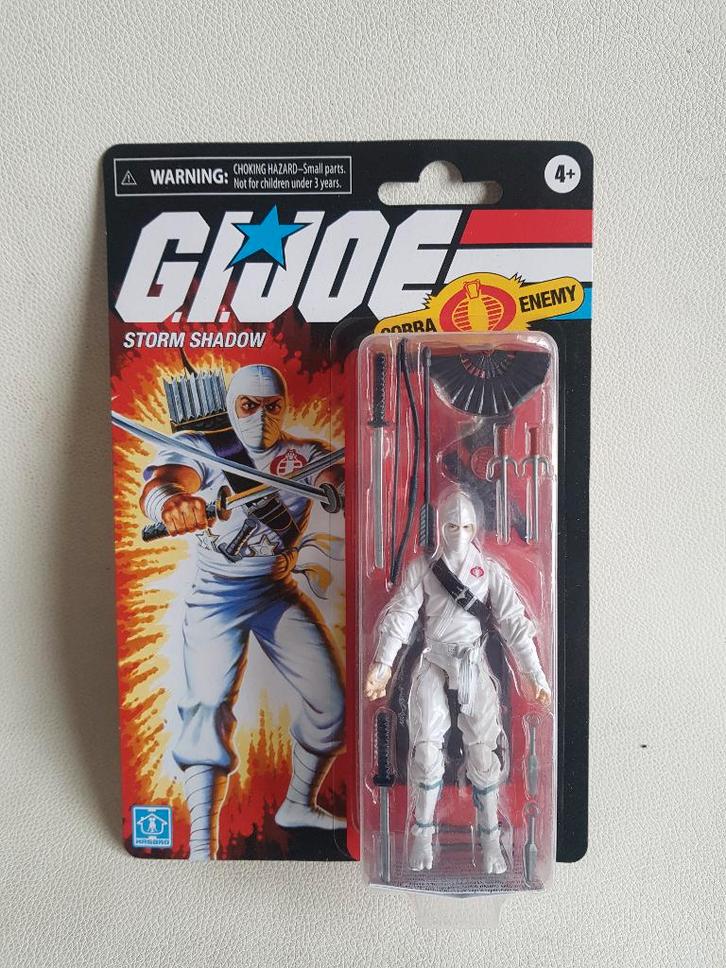 WARNING: CHOKING HAZARD–Small parts.
Not for children under 3 years.
4+
G.I.JOE
STORM SHADOW
COBRA ENEMY
HASBRO